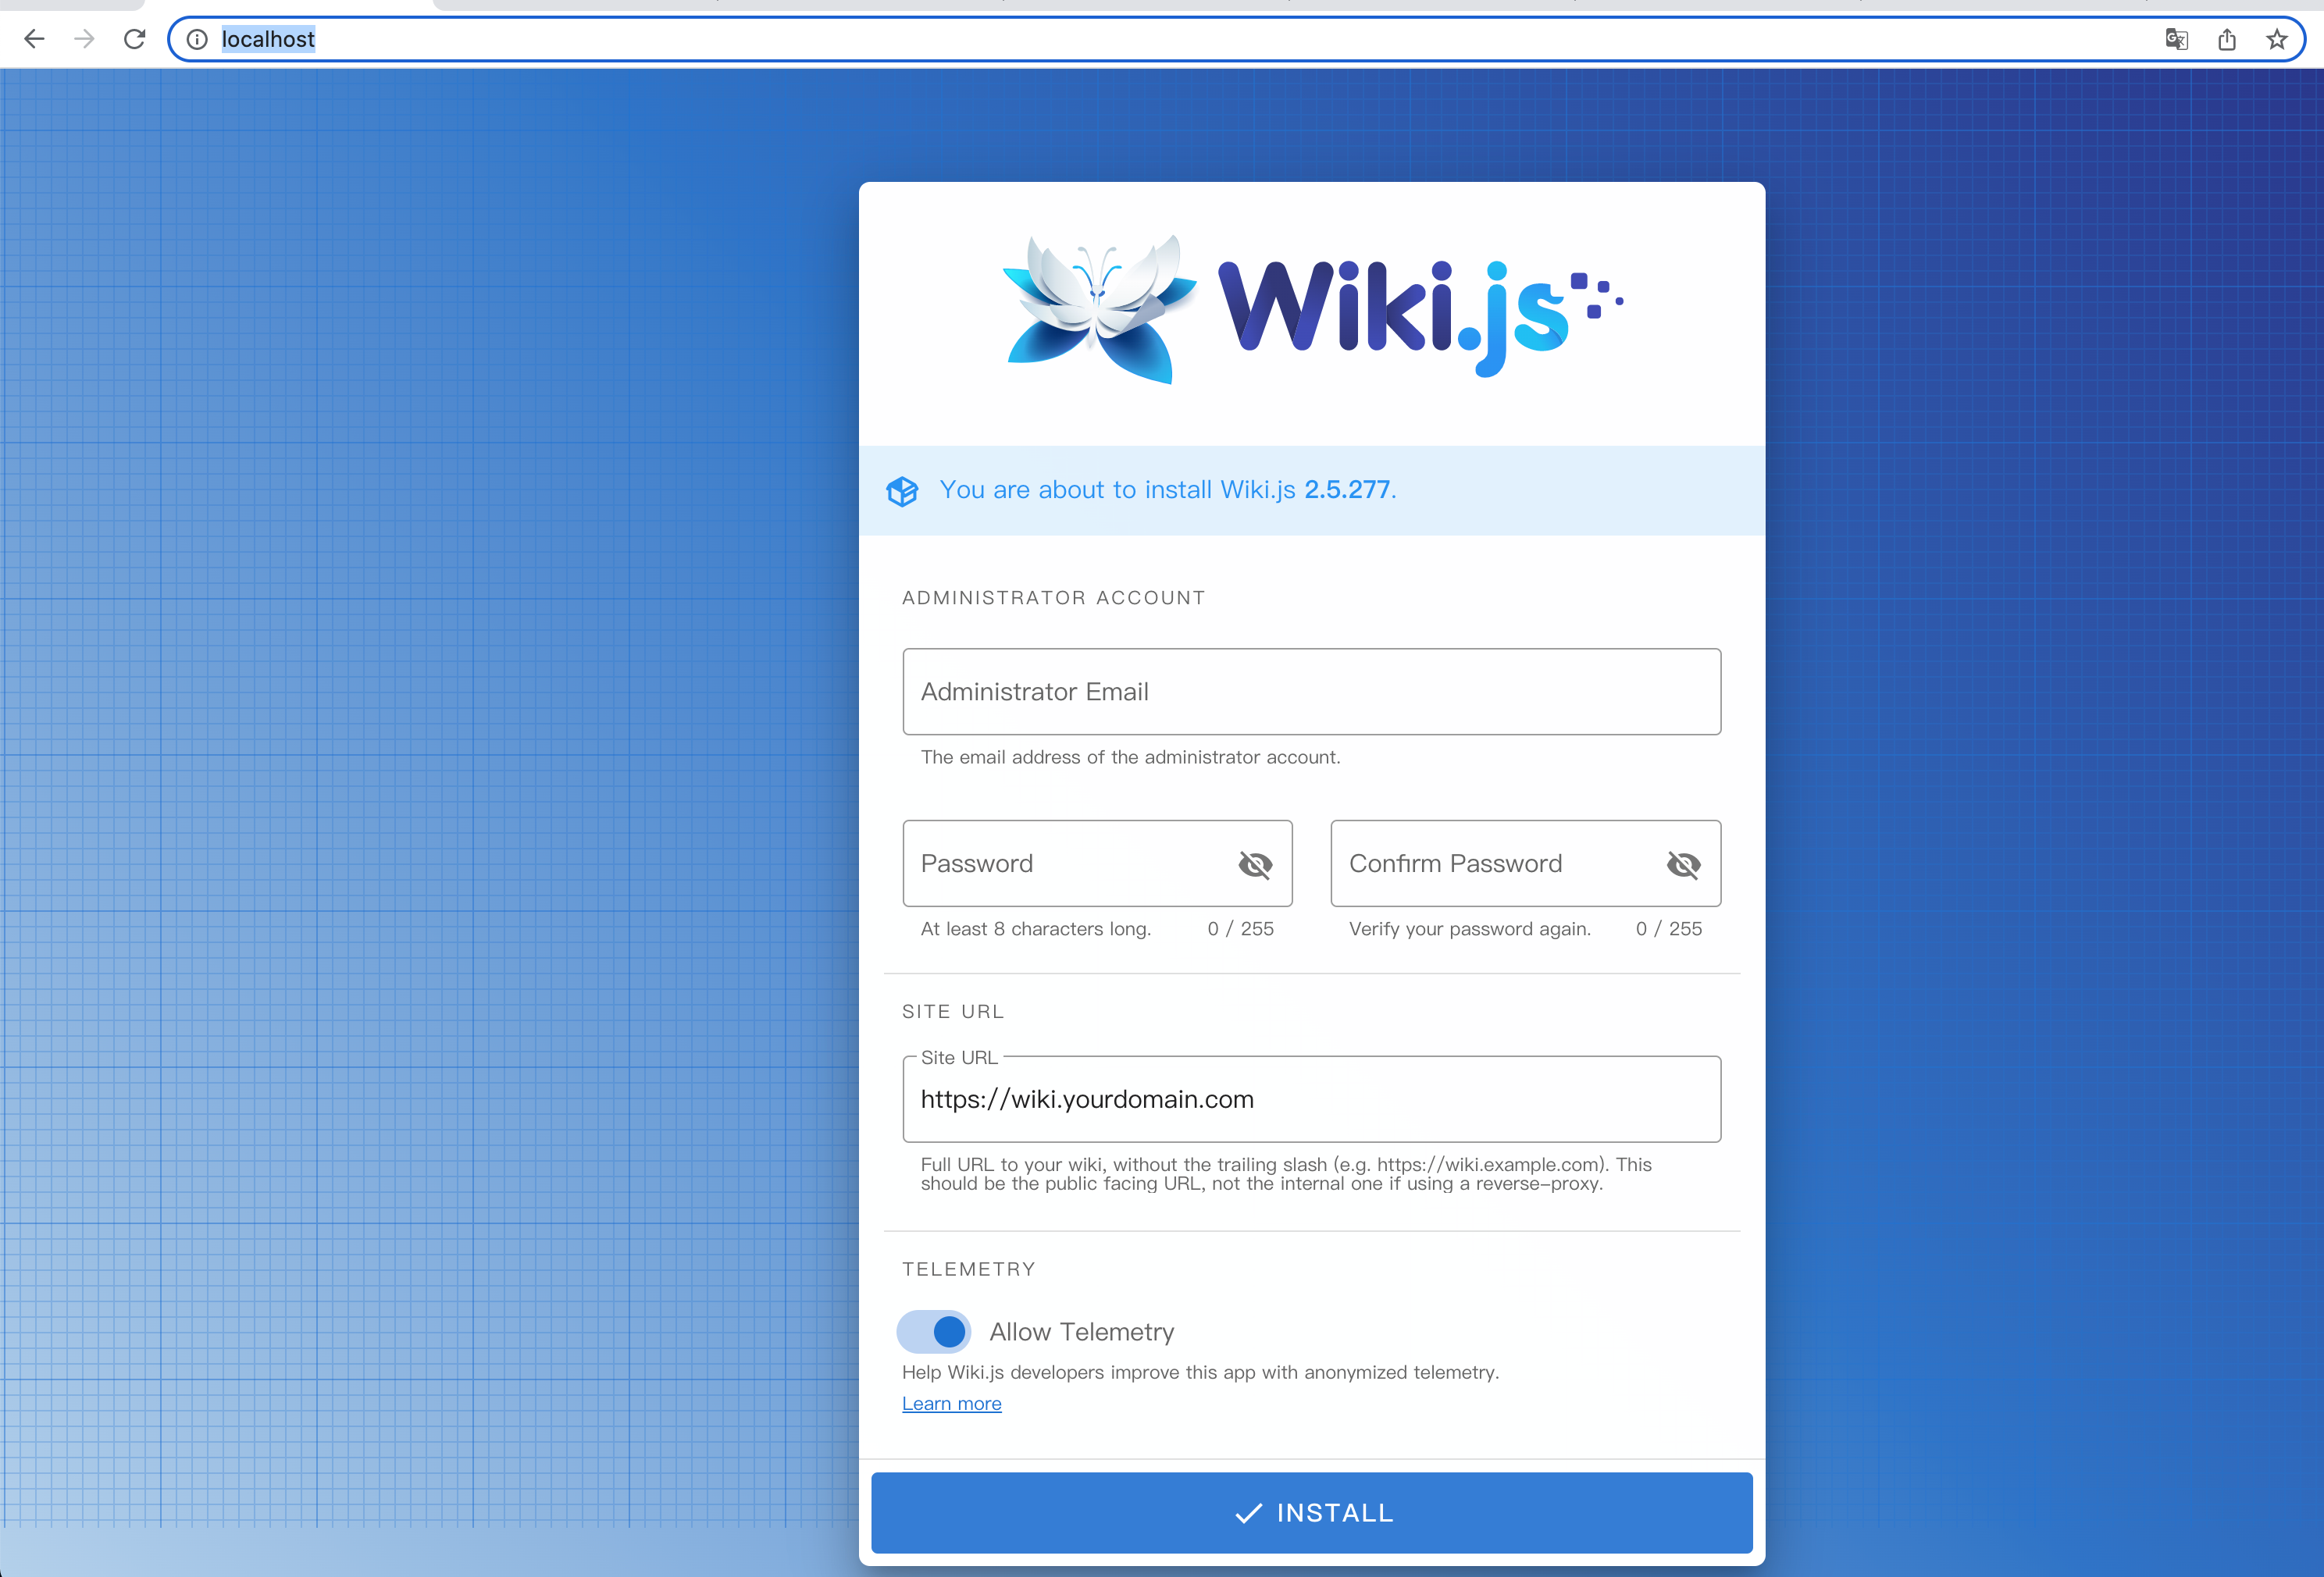 localhost
Wiki.js
You are about to install Wiki.js 2.5.277.
ADMINISTRATOR ACCOUNT
Administrator Email
The email address of the administrator account.
Password
Confirm Password
At least 8 characters long.
0 / 255
Verify your password again.
0 / 255
SITE URL
Site URL
https://wiki.yourdomain.com
Full URL to your wiki, without the trailing slash (e.g. https://wiki.example.com). This
should be the public facing URL, not the internal one if using a reverse-proxy.
TELEMETRY
Allow Telemetry
Help Wiki.js developers improve this app with anonymized telemetry.
Learn more
INSTALL